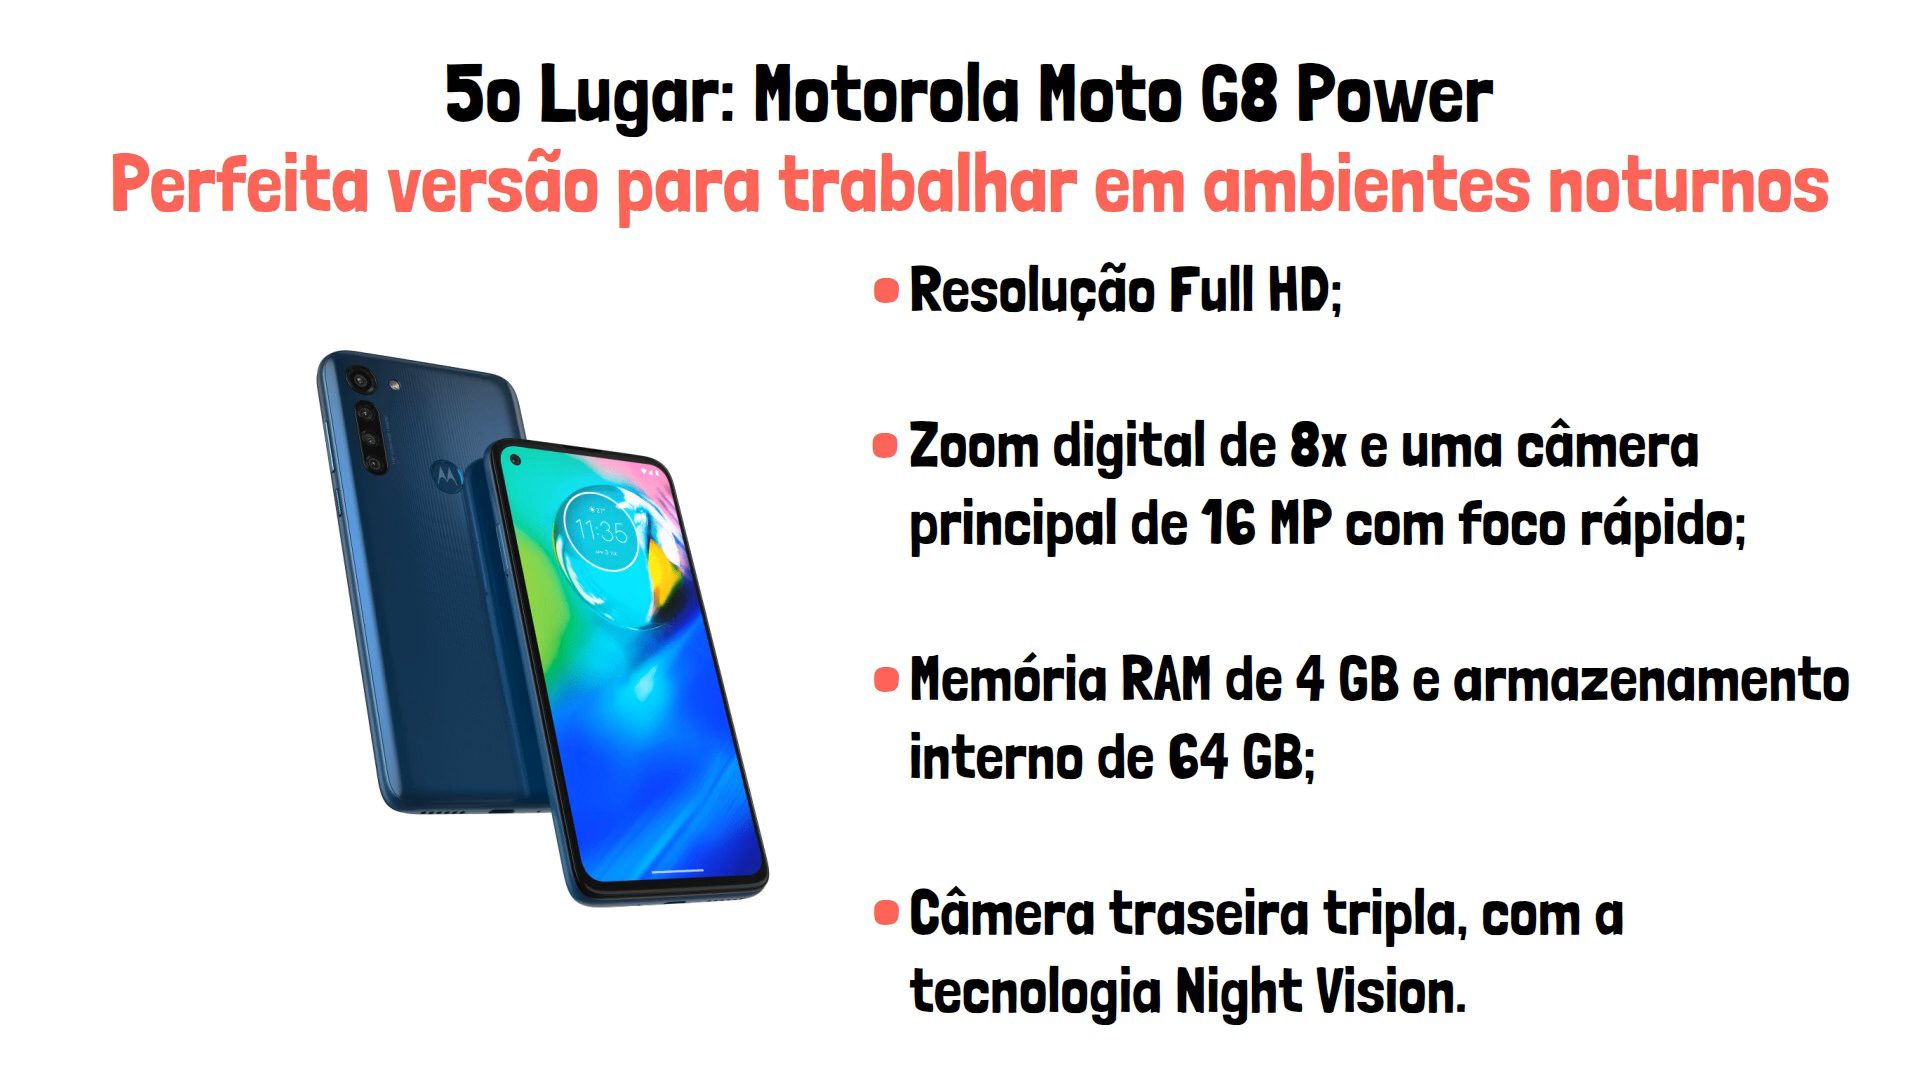 5o Lugar: Motorola Moto G8 Power
Perfeita versão para trabalhar em ambientes noturnos
Resolução Full HD;
Zoom digital de 8x e uma câmera
principal de 16 MP com foco rápido;
11:35
Memória RAM de 4 GB e armazenamento
interno de 64 GB;
Câmera traseira tripla, com a
tecnologia Night Vision.